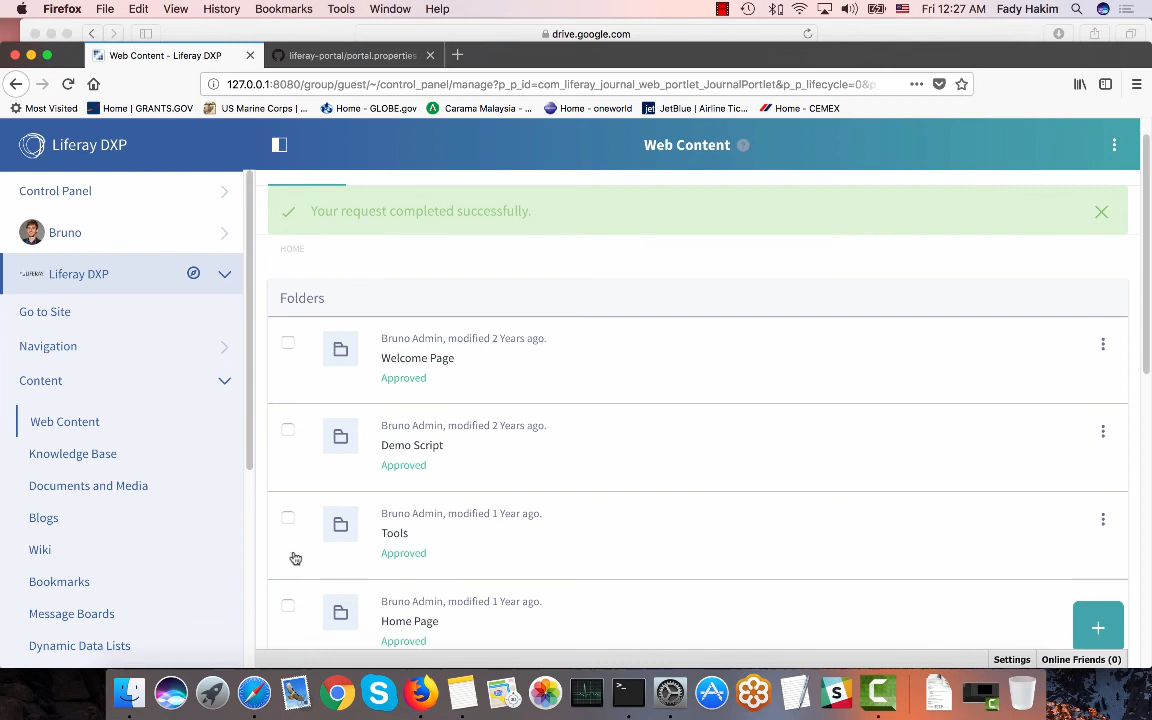 Firefox File Edit View History Bookmarks Tools Window Help Fri 12:27 AM Fady Hakim
drive.google.com
Web Content - Liferay DXP liferay-portal/portal.properties
127.0.0.1:8080/group/guest/~/control_panel/manage?p_p_id=com_liferay_journal_web_portlet_JournalPortlet&p_p_lifecycle=0&p_
Most Visited Home | GRANTS.GOV US Marine Corps | ... Home - GLOBE.gov Carama Malaysia - ... Home - oneworld JetBlue | Airline Tic... Home - CEMEX
Liferay DXP
Web Content ?
Control Panel
Your request completed successfully.
Bruno
HOME
LIFERAY Liferay DXP
Folders
Go to Site
Bruno Admin, modified 2 Years ago.
Navigation
Welcome Page
Content
Approved
Web Content
Bruno Admin, modified 2 Years ago.
Knowledge Base
Demo Script
Approved
Documents and Media
Bruno Admin, modified 1 Year ago.
Blogs
Tools
Wiki
Approved
Bookmarks
Bruno Admin, modified 1 Year ago.
Message Boards
Home Page
Dynamic Data Lists
Approved
Settings Online Friends (0)